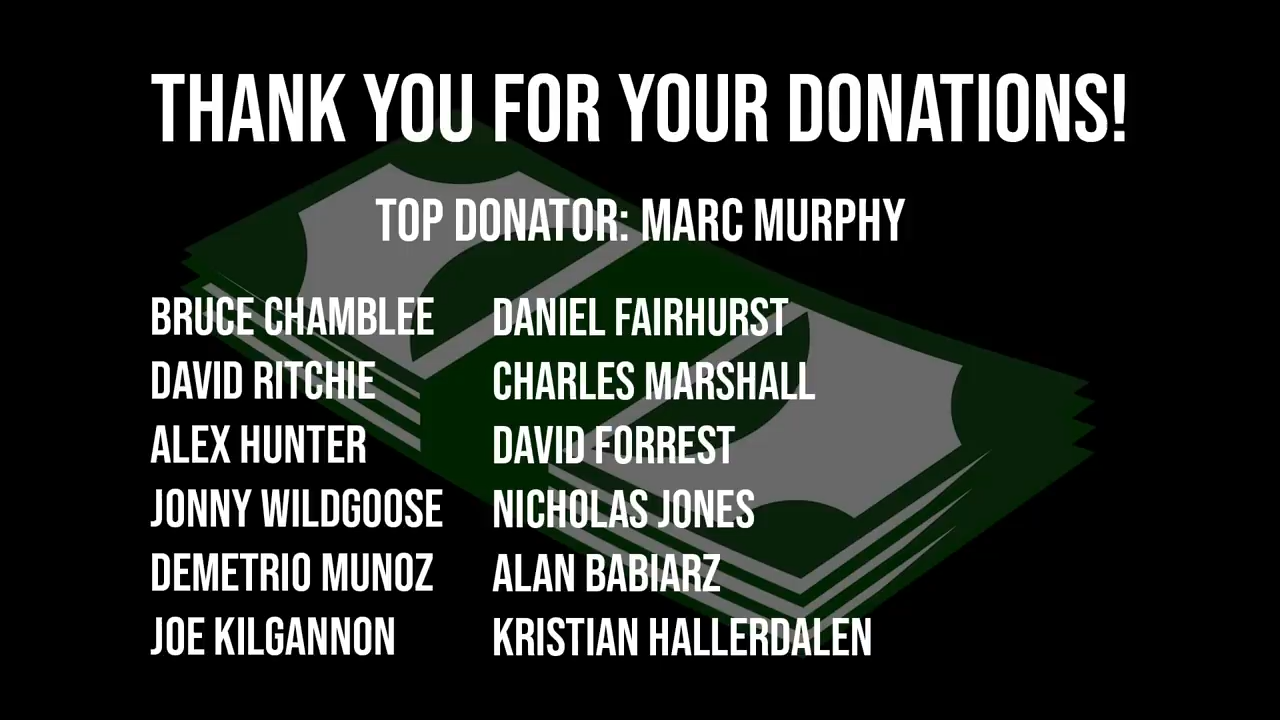 THANK YOU FOR YOUR DONATIONS!
TOP DONATOR: MARC MURPHY
BRUCE CHAMBLEE
DAVID RITCHIE
ALEX HUNTER
JONNY WILDGOOSE
DEMETRIO MUNOZ
JOE KILGANNON
DANIEL FAIRHURST
CHARLES MARSHALL
DAVID FORREST
NICHOLAS JONES
ALAN BABIARZ
KRISTIAN HALLERDALEN